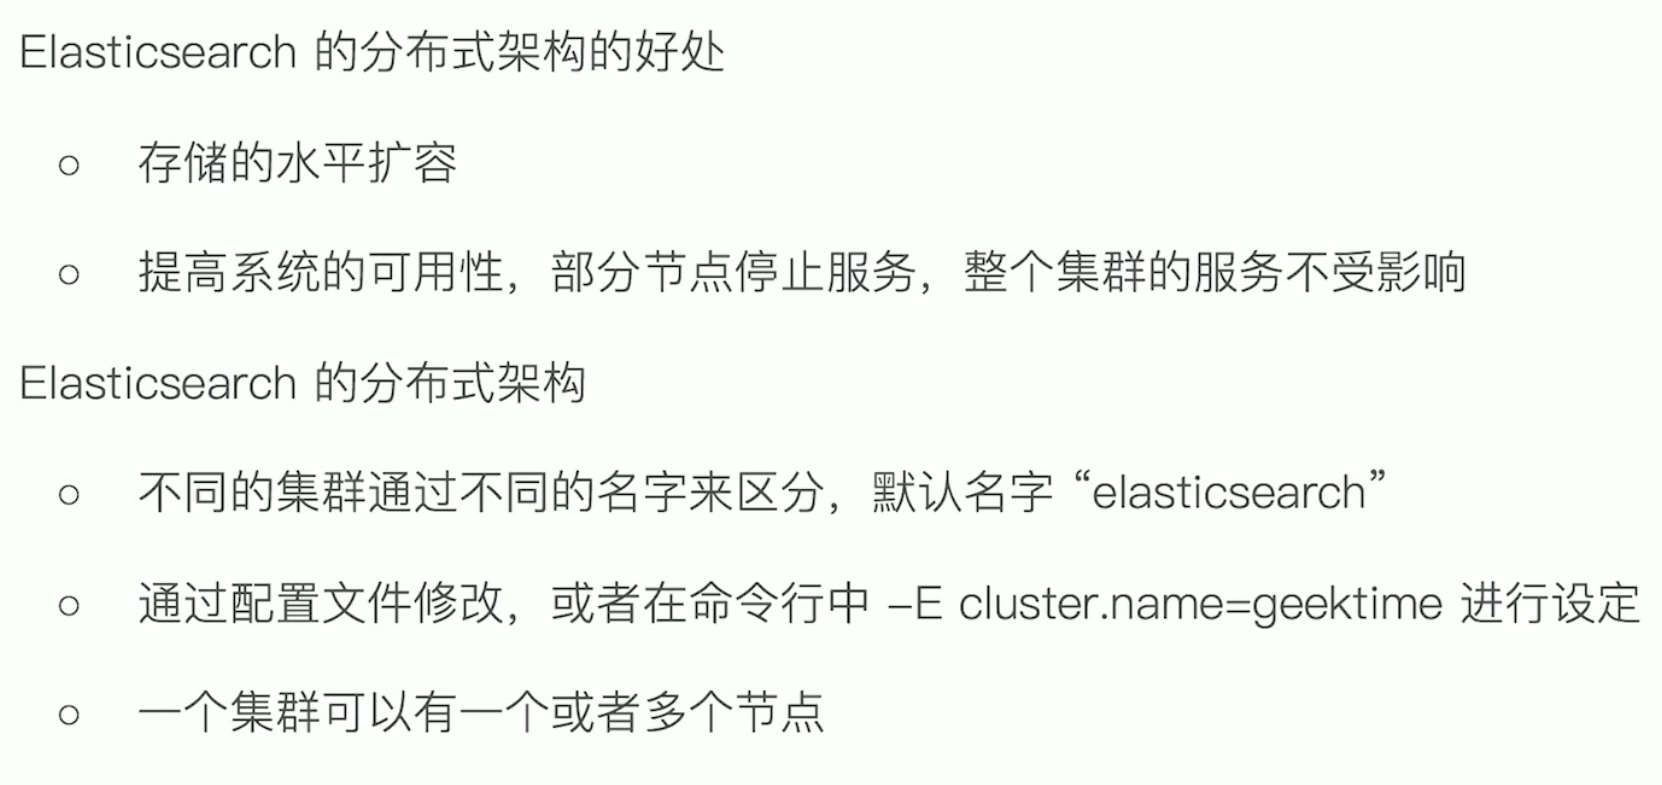 Elasticsearch 的分布式架构的好处
○ 存储的水平扩容
○ 提高系统的可用性，部分节点停止服务，整个集群的服务不受影响
Elasticsearch 的分布式架构
○ 不同的集群通过不同的名字来区分，默认名字 “elasticsearch”
○ 通过配置文件修改，或者在命令行中 –E cluster.name=geektime 进行设定
○ 一个集群可以有一个或者多个节点